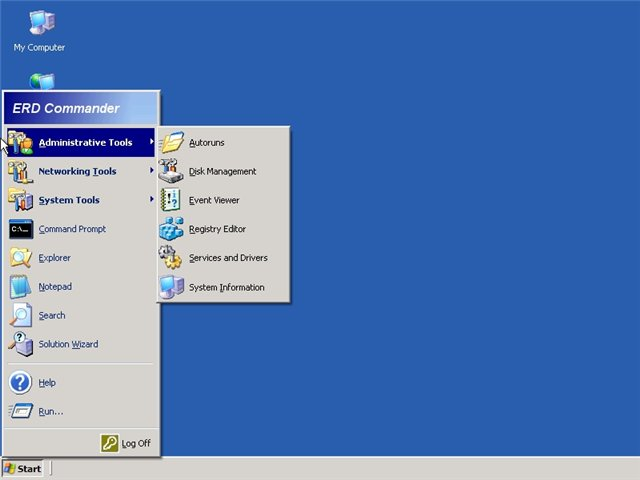 My Computer
ERD Commander
Administrative Tools
Networking Tools
System Tools
Command Prompt
Explorer
Notepad
Search
Solution Wizard
Help
Run...
Log Off
Autoruns
Disk Management
Event Viewer
Registry Editor
Services and Drivers
System Information
Start
C:\...